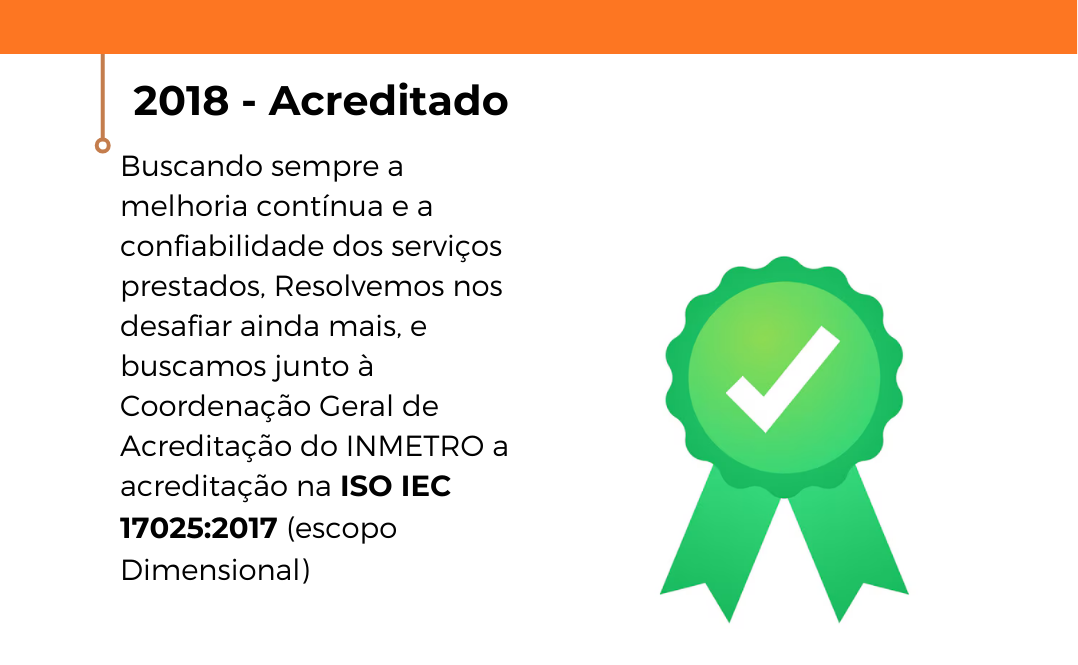 2018 - Acreditado
Buscando sempre a
melhoria contínua e a
confiabilidade dos serviços
prestados, Resolvemos nos
desafiar ainda mais, e
buscamos junto à
Coordenação Geral de
Acreditação do INMETRO a
acreditação na ISO IEC
17025:2017 (escopo
Dimensional)